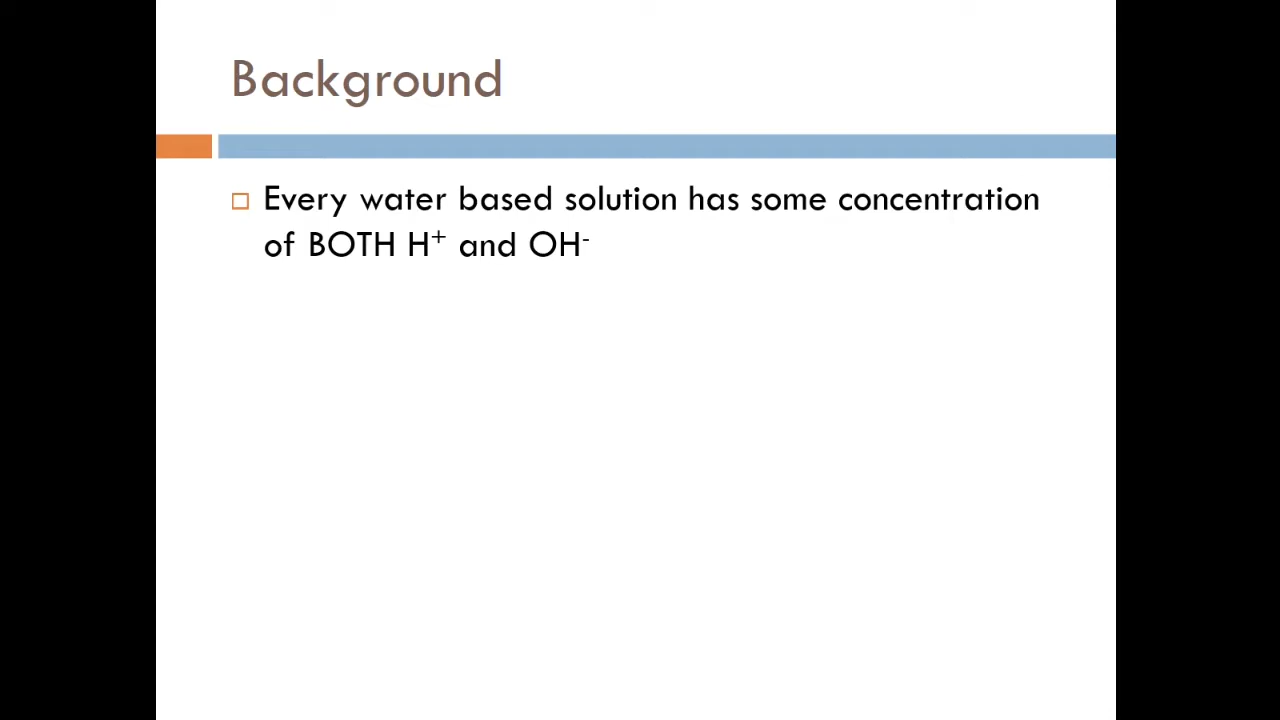 Background
Every water based solution has some concentration
of BOTH H⁺ and OH⁻